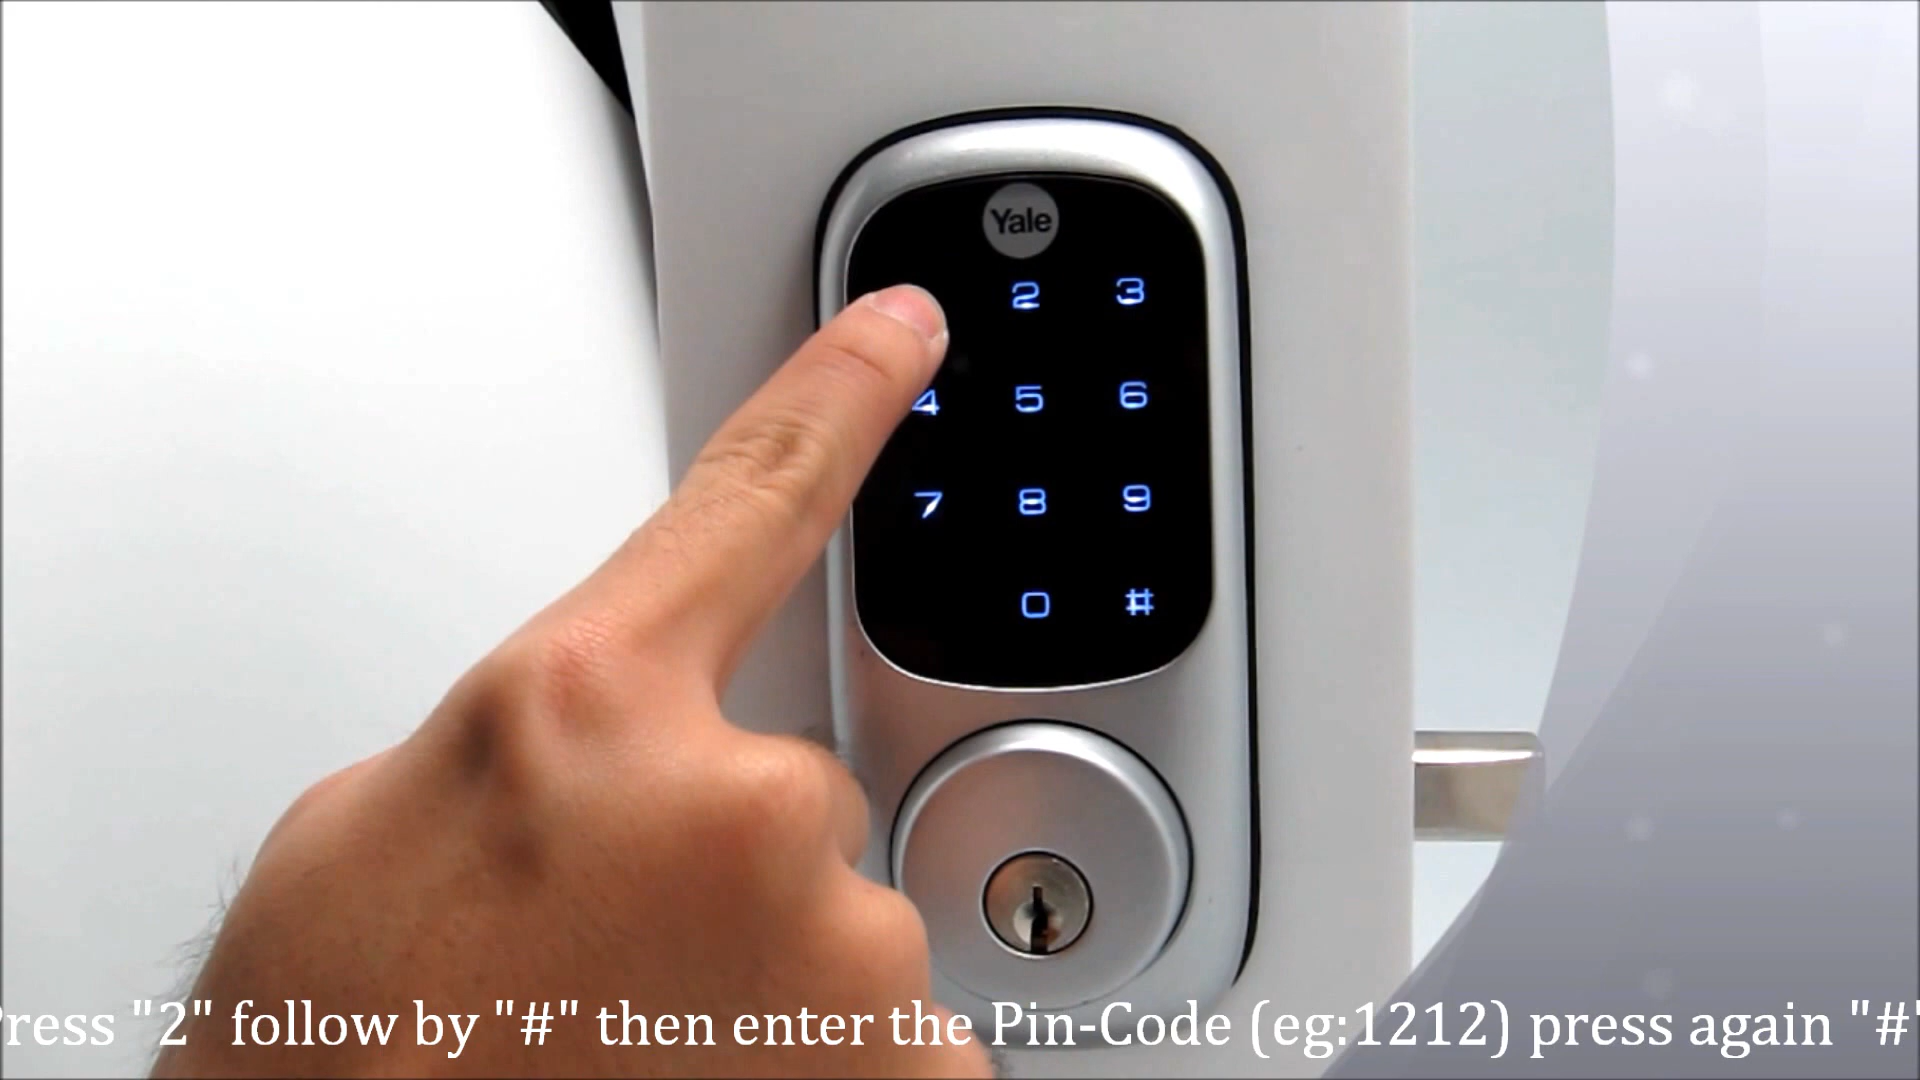 Yale
2 3
4 5 6
7 8 9
0 #
Press "2" follow by "#" then enter the Pin-Code (eg:1212) press again "#"